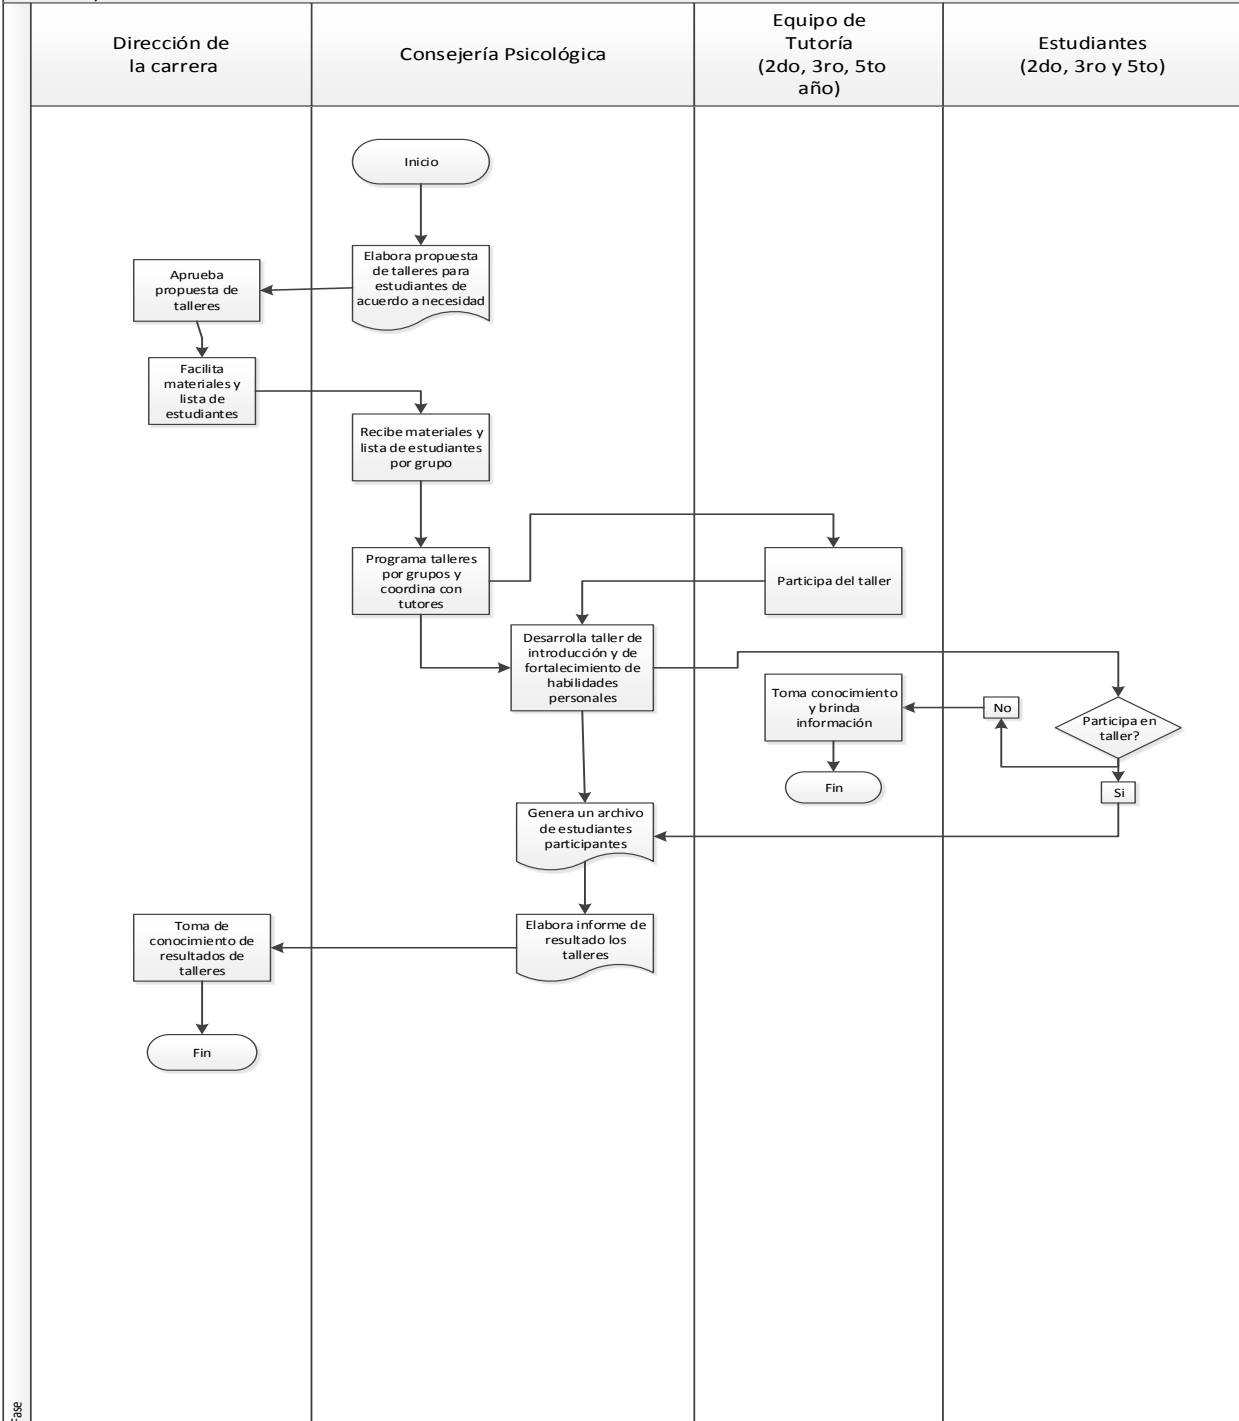 Dirección de
la carrera
Consejería Psicológica
Equipo de
Tutoría
(2do, 3ro, 5to
año)
Estudiantes
(2do, 3ro y 5to)
Inicio
Elabora propuesta
de talleres para
estudiantes de
acuerdo a necesidad
Aprueba
propuesta de
talleres
Facilita
materiales y
lista de
estudiantes
Recibe materiales y
lista de estudiantes
por grupo
Programa talleres
por grupos y
coordina con
tutores
Participa del taller
Desarrolla taller de
introducción y de
fortalecimiento de
habilidades
personales
Participa en
taller?
No
Si
Toma conocimiento
y brinda
información
Fin
Genera un archivo
de estudiantes
participantes
Elabora informe de
resultado los
talleres
Toma de
conocimiento de
resultados de
talleres
Fin